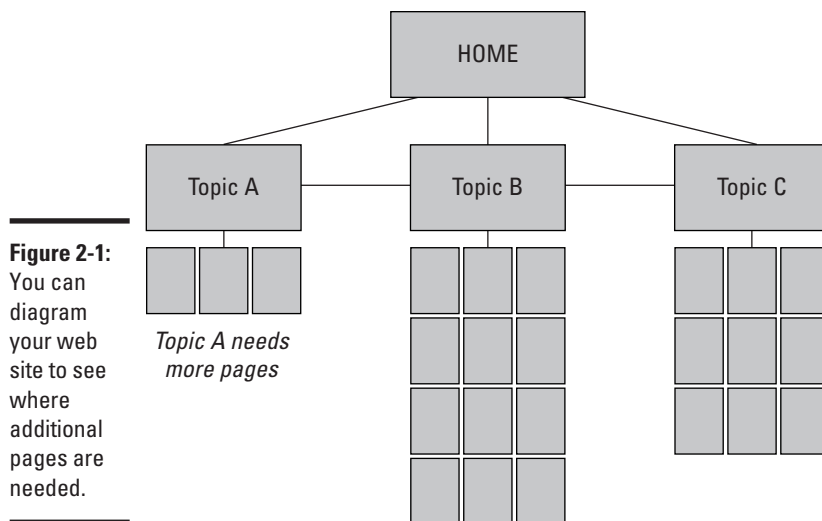 HOME
Topic A
Topic B
Topic C
Topic A needs
more pages
Figure 2-1:
You can
diagram
your web
site to see
where
additional
pages are
needed.